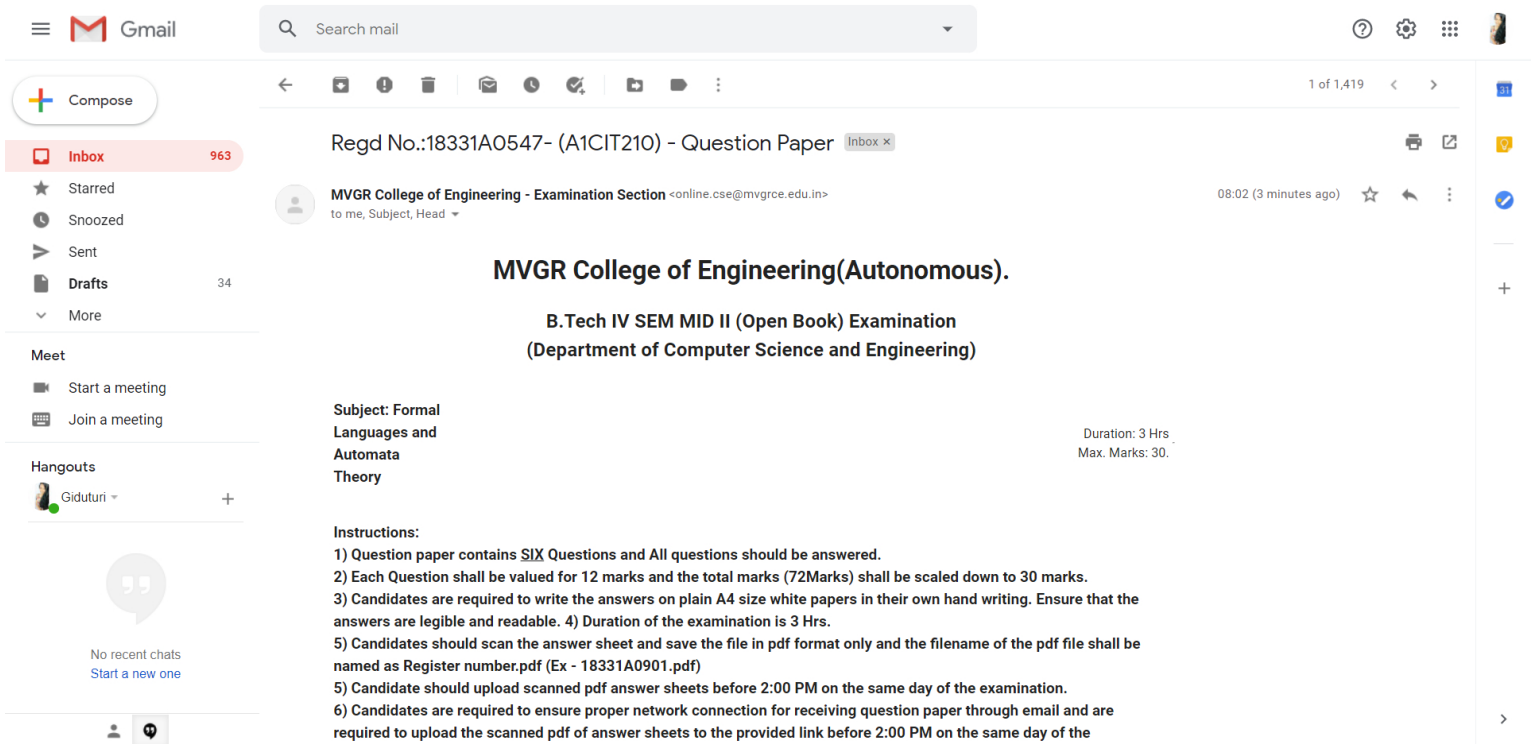 Gmail
Search mail
Compose
1 of 1,419
31
Inbox 963
Starred
Snoozed
Sent
Drafts 34
More
Meet
Start a meeting
Join a meeting
Hangouts
Giduturi
No recent chats
Start a new one
Regd No.:18331A0547- (A1CIT210) - Question Paper Inbox ×
MVGR College of Engineering - Examination Section <online.cse@mvgrce.edu.in> 08:02 (3 minutes ago)
to me, Subject, Head
MVGR College of Engineering(Autonomous).
B.Tech IV SEM MID II (Open Book) Examination
(Department of Computer Science and Engineering)
Subject: Formal
Languages and
Automata
Theory
Duration: 3 Hrs
Max. Marks: 30.
Instructions:
1) Question paper contains SIX Questions and All questions should be answered.
2) Each Question shall be valued for 12 marks and the total marks (72Marks) shall be scaled down to 30 marks.
3) Candidates are required to write the answers on plain A4 size white papers in their own hand writing. Ensure that the
answers are legible and readable. 4) Duration of the examination is 3 Hrs.
5) Candidates should scan the answer sheet and save the file in pdf format only and the filename of the pdf file shall be
named as Register number.pdf (Ex - 18331A0901.pdf)
5) Candidate should upload scanned pdf answer sheets before 2:00 PM on the same day of the examination.
6) Candidates are required to ensure proper network connection for receiving question paper through email and are
required to upload the scanned pdf of answer sheets to the provided link before 2:00 PM on the same day of the